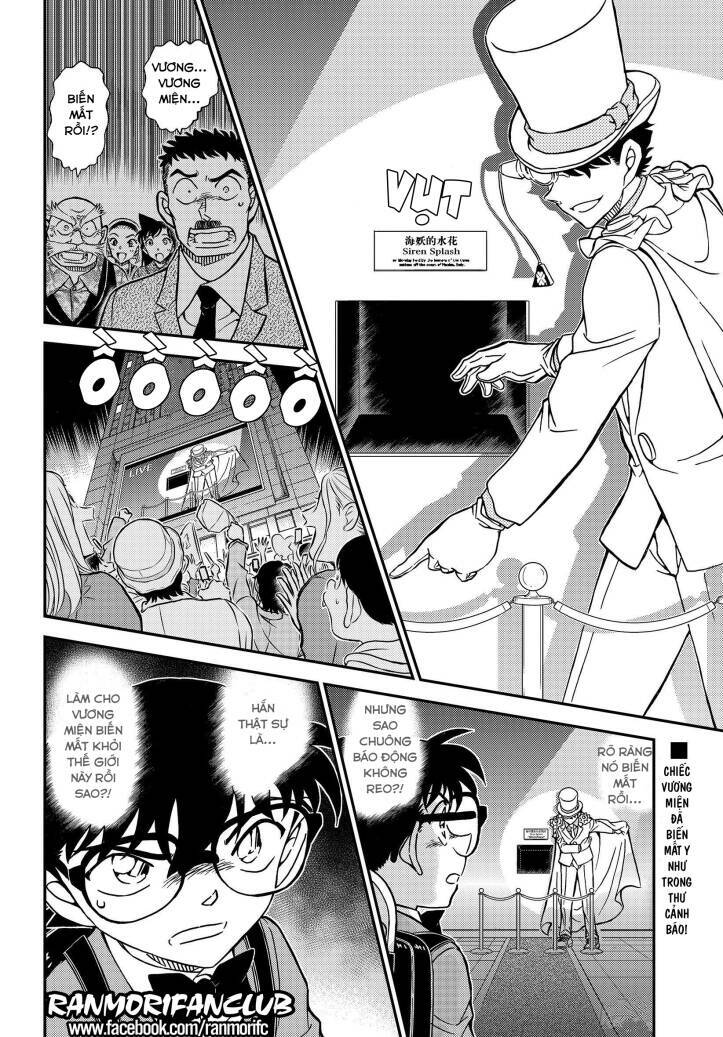 VƯƠNG...
VƯƠNG
MIỆN...
BIẾN
MẤT
RỒI!?
VỤT
海妖的水花
Siren Splash
LIVE
RÕ RÀNG
NÓ BIẾN
MẤT
RỒI...
NHƯNG
SAO
CHUÔNG
BÁO ĐỘNG
KHÔNG
REO?!
HẮN
THẬT SỰ
LÀ...
LÀM CHO
VƯƠNG
MIỆN BIẾN
MẤT KHỎI
THẾ GIỚI
NÀY RỒI
SAO?!
CHIẾC
VƯƠNG
MIỆN
ĐÃ
BIẾN
MẤT Y
NHƯ
TRONG
THƯ
CẢNH
BÁO!
RANMORIFANCLUB
www.facebook.com/ranmorifc